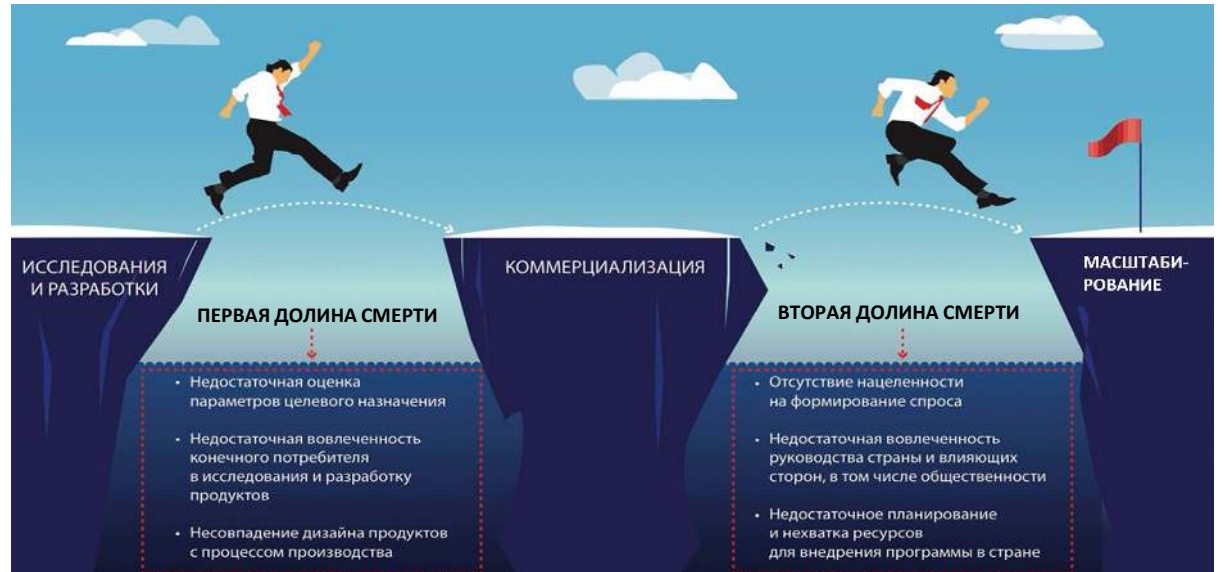 ИССЛЕДОВАНИЯ
И РАЗРАБОТКИ
ПЕРВАЯ ДОЛИНА СМЕРТИ
• Недостаточная оценка
параметров целевого назначения
• Недостаточная вовлеченность
конечного потребителя
в исследования и разработку
продуктов
• Несовпадение дизайна продуктов
с процессом производства
КОММЕРЦИАЛИЗАЦИЯ
ВТОРАЯ ДОЛИНА СМЕРТИ
• Отсутствие нацеленности
на формирование спроса
• Недостаточная вовлеченность
руководства страны и влияющих
сторон, в том числе общественности
• Недостаточное планирование
и нехватка ресурсов
для внедрения программы в стране
МАСШТАБИ-
РОВАНИЕ